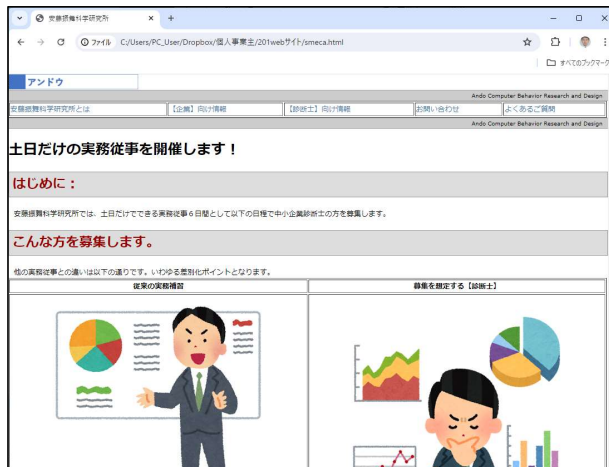 安藤振舞科学研究所
ファイル C:/Users/PC_User/Dropbox/個人事業主/201webサイト/smeca.html
すべてのブックマーク
アンドウ
Ando Computer Behavior Research and Design
安藤振舞科学研究所とは 【企業】向け情報 【診断士】向け情報 お問い合わせ よくあるご質問
Ando Computer Behavior Research and Design
土日だけの実務従事を開催します！
はじめに：
安藤振舞科学研究所では、土日だけでできる実務従事６日間として以下の日程で中小企業診断士の方を募集します。
こんな方を募集します。
他の実務従事との違いは以下の通りです。いわゆる差別化ポイントとなります。
従来の実務補習 募集を想定する【診断士】